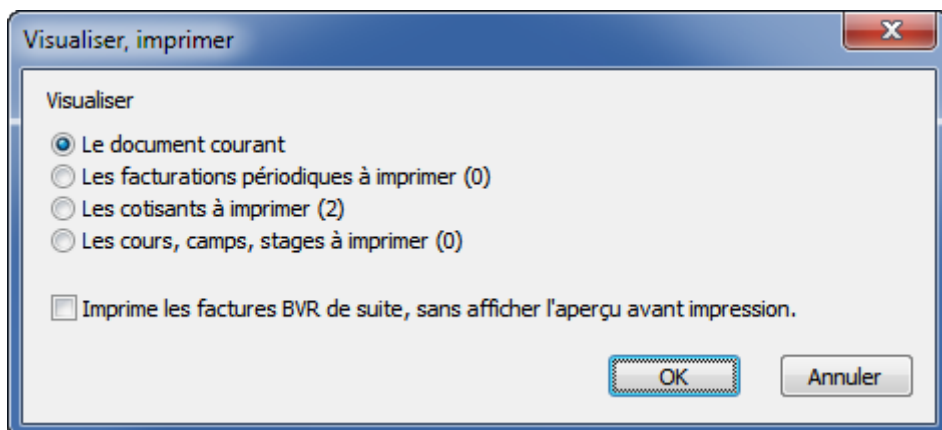 Visualiser, imprimer
Visualiser
Le document courant
Les facturations périodiques à imprimer (0)
Les cotisants à imprimer (2)
Les cours, camps, stages à imprimer (0)
Imprime les factures BVR de suite, sans afficher l'aperçu avant impression.
OK Annuler